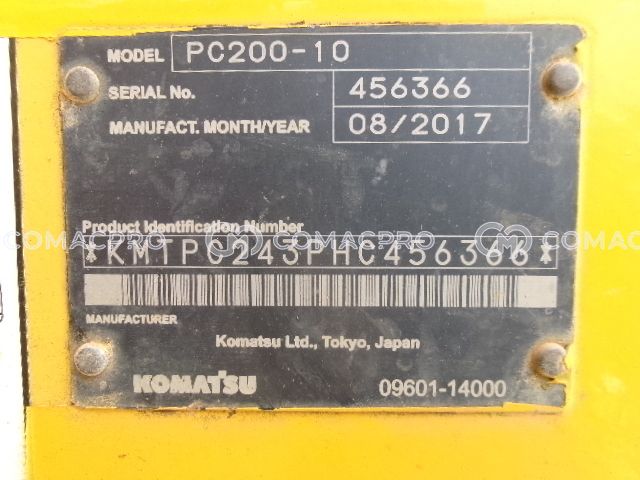 MODEL PC200-10
SERIAL No. 456366
MANUFACT. MONTH/YEAR 08/2017
Product Identification Number
COMACPRO COMACPRO COMACPRO COMACPRO
*KMTPC243PHC456366*
MANUFACTURER
Komatsu Ltd., Tokyo, Japan
KOMATSU 09601-14000